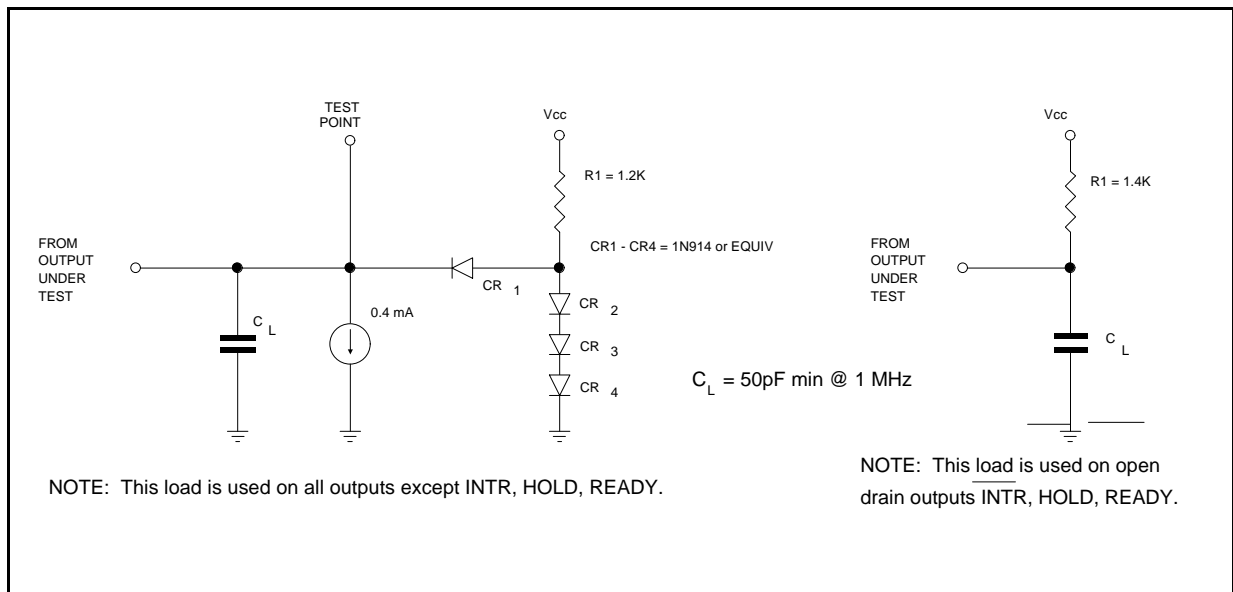 TEST
POINT
Vcc
R1 = 1.2K
FROM
OUTPUT
UNDER
TEST
CR1 - CR4 = 1N914 or EQUIV
CR 1
CR 2
CR 3
CR 4
0.4 mA
C L
C L = 50pF min @ 1 MHz
NOTE: This load is used on all outputs except INTR, HOLD, READY.
Vcc
R1 = 1.4K
FROM
OUTPUT
UNDER
TEST
C L
NOTE: This load is used on open
drain outputs INTR, HOLD, READY.